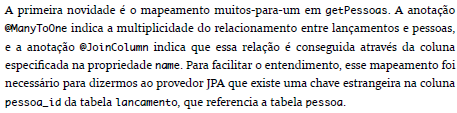 A primeira novidade é o mapeamento muitos-para-um em getPessoas. A anotação
@ManyToOne indica a multiplicidade do relacionamento entre lançamentos e pessoas,
e a anotação @JoinColumn indica que essa relação é conseguida através da coluna
especificada na propriedade name. Para facilitar o entendimento, esse mapeamento foi
necessário para dizermos ao provedor JPA que existe uma chave estrangeira na coluna
pessoa_id da tabela lancamento, que referencia a tabela pessoa.